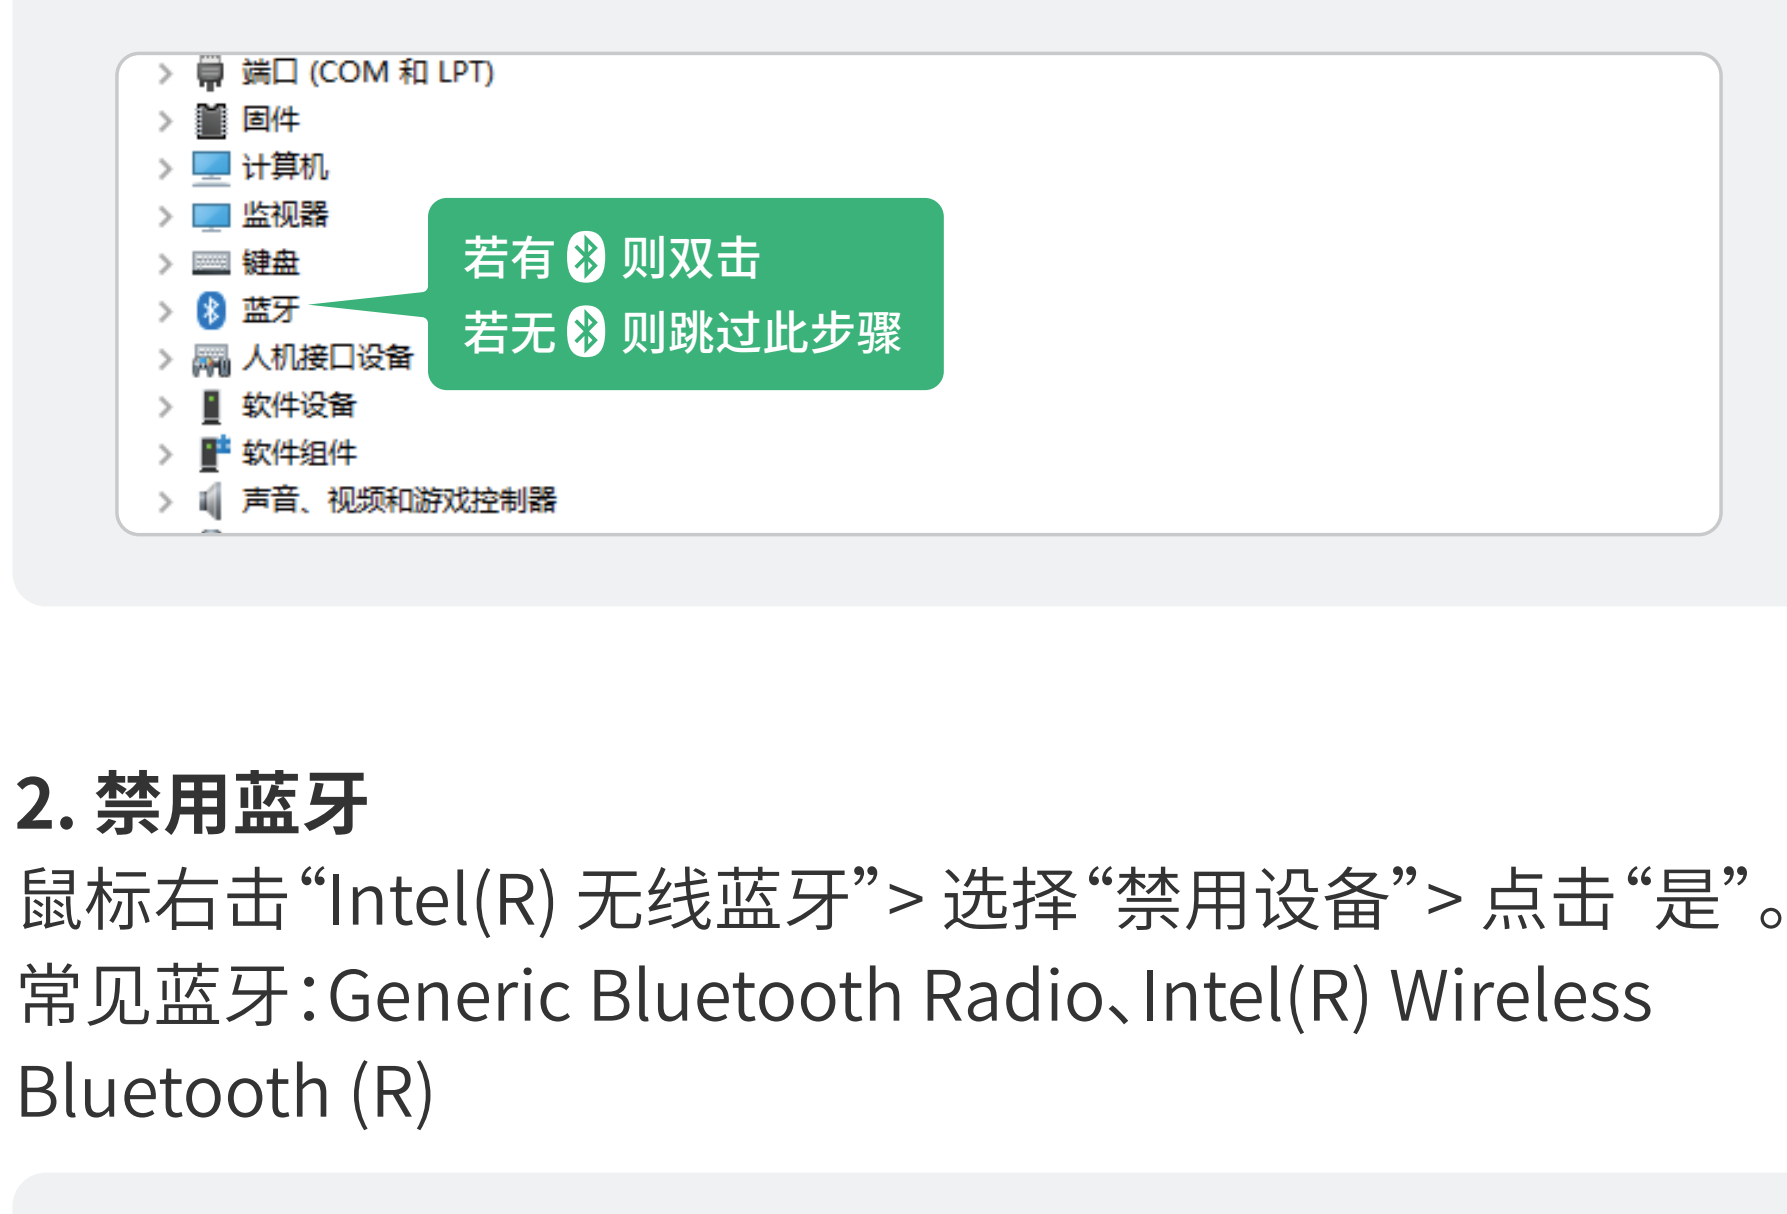 端口 (COM 和 LPT)
固件
计算机
监视器
键盘
蓝牙
人机接口设备
软件设备
软件组件
声音、视频和游戏控制器
若有 则双击
若无 则跳过此步骤
2. 禁用蓝牙
鼠标右击“Intel(R) 无线蓝牙”> 选择“禁用设备”> 点击“是”。
常见蓝牙：Generic Bluetooth Radio、Intel(R) Wireless
Bluetooth (R)